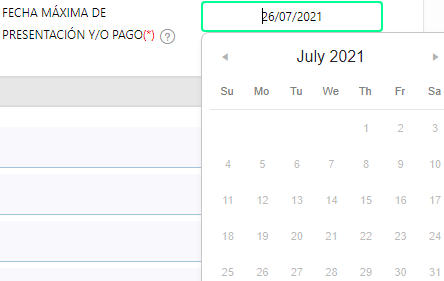 FECHA MÁXIMA DE
PRESENTACIÓN Y/O PAGO(*) ?
26/07/2021
July 2021
Su Mo Tu We Th Fr Sa
1 2 3
4 5 6 7 8 9 10
11 12 13 14 15 16 17
18 19 20 21 22 23 24
25 26 27 28 29 30 31